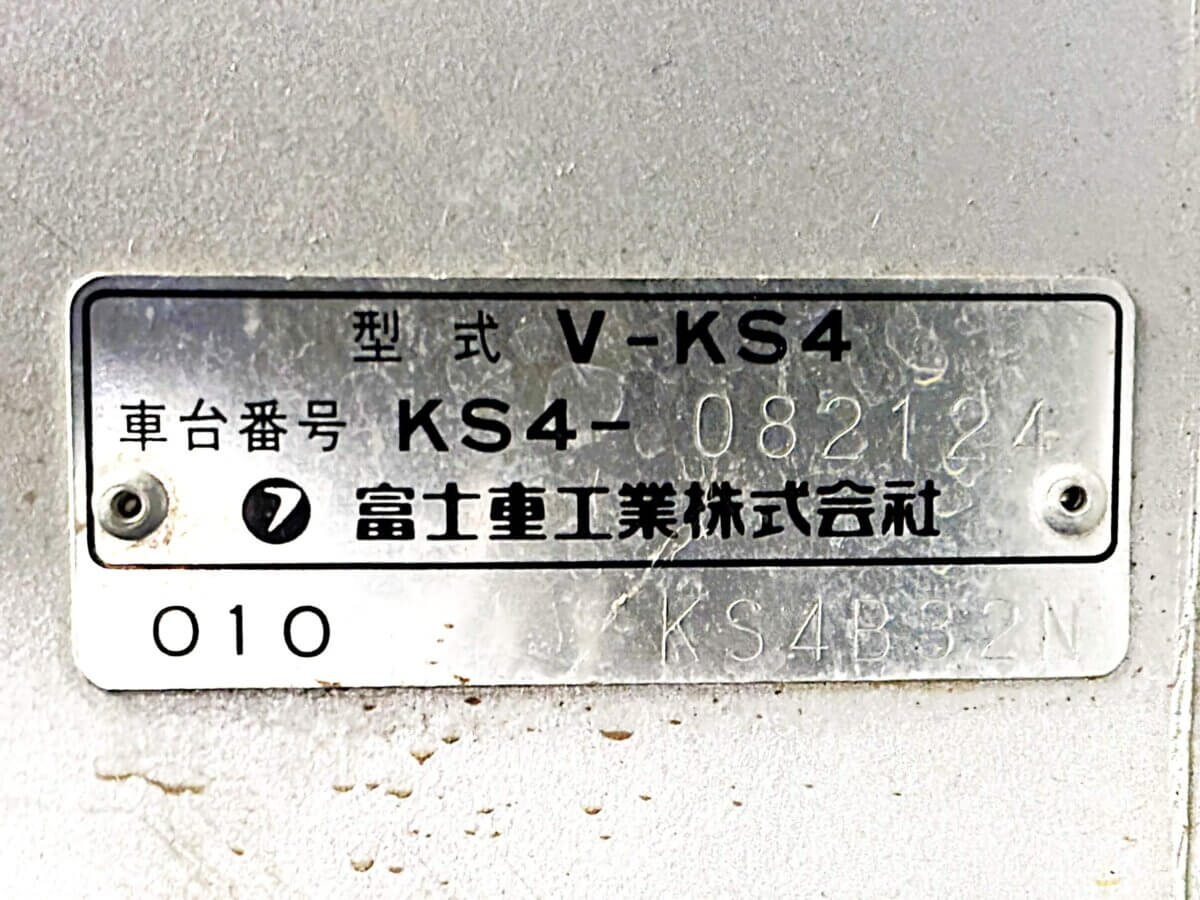 型式 V-KS4
車台番号 KS4-082124
富士重工業株式会社
010 KS4B32N